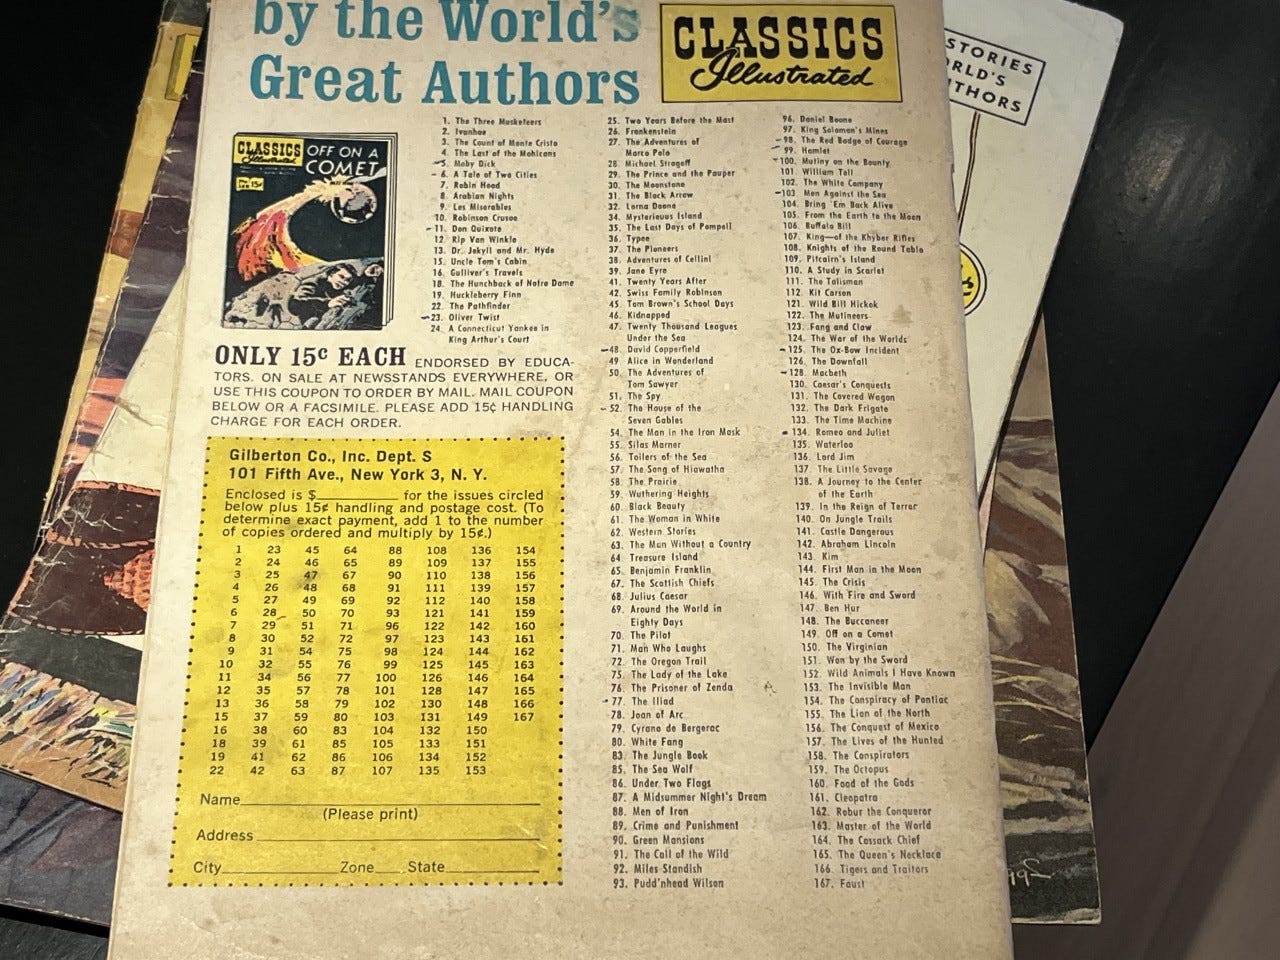 by the World's
Great Authors
CLASSICS
Illustrated
STORIES
CLASSICS
Illustrated
15¢
OFF ON A
COMET
1. The Three Musketeers
2. Ivanhoe
3. The Count of Monte Cristo
4. The Last of the Mohicans
5. Moby Dick
6. A Tale of Two Cities
7. Robin Hood
8. Arabian Nights
9. Les Miserables
10. Robinson Crusoe
11. Don Quixote
12. Rip Van Winkle
13. Dr. Jekyll and Mr. Hyde
15. Uncle Tom's Cabin
16. Gulliver's Travels
18. The Hunchback of Notre Dame
19. Huckleberry Finn
22. The Pathfinder
23. Oliver Twist
24. A Connecticut Yankee in
King Arthur's Court
ONLY 15¢ EACH ENDORSED BY EDUCA-
TORS. ON SALE AT NEWSSTANDS EVERYWHERE, OR
USE THIS COUPON TO ORDER BY MAIL. MAIL COUPON
BELOW OR A FACSIMILE. PLEASE ADD 15¢ HANDLING
CHARGE FOR EACH ORDER.
Gilberton Co., Inc. Dept. S
101 Fifth Ave., New York 3, N. Y.
Enclosed is $ for the issues circled
below plus 15¢ handling and postage cost. (To
determine exact payment, add 1 to the number
of copies ordered and multiply by 15¢.)
1 23 45 64 88 108 136 154
2 24 46 65 89 109 137 155
3 25 47 67 90 110 138 156
4 26 48 68 91 111 139 157
5 27 49 69 92 112 140 158
6 28 50 70 93 121 141 159
7 29 51 71 96 122 142 160
8 30 52 72 97 123 143 161
9 31 54 75 98 124 144 162
10 32 55 76 99 125 145 163
11 34 56 77 100 126 146 164
12 35 57 78 101 128 147 165
13 36 58 79 102 130 148 166
15 37 59 80 103 131 149 167
16 38 60 83 104 132 150
18 39 61 85 105 133 151
19 41 62 86 106 134 152
22 42 63 87 107 135 153
Name
(Please print)
Address
City Zone State
25. Two Years Before the Mast
26. Frankenstein
27. The Adventures of
Marco Polo
28. Michael Strogoff
29. The Prince and the Pauper
30. The Moonstone
31. The Black Arrow
32. Lorna Doone
34. Mysterious Island
35. The Last Days of Pompeii
36. Typee
37. The Pioneers
38. Adventures of Cellini
39. Jane Eyre
41. Twenty Years After
42. Swiss Family Robinson
45. Tom Brown's School Days
46. Kidnapped
47. Twenty Thousand Leagues
Under the Sea
48. David Copperfield
49. Alice in Wonderland
50. The Adventures of
Tom Sawyer
51. The Spy
52. The House of the
Seven Gables
54. The Man in the Iron Mask
55. Silas Marner
56. Toilers of the Sea
57. The Song of Hiawatha
58. The Prairie
59. Wuthering Heights
60. Black Beauty
61. The Woman in White
62. Western Stories
63. The Man Without a Country
64. Treasure Island
65. Benjamin Franklin
67. The Scottish Chiefs
68. Julius Caesar
69. Around the World in
Eighty Days
70. The Pilot
71. Man Who Laughs
72. The Oregon Trail
75. The Lady of the Lake
76. The Prisoner of Zenda
77. The Iliad
78. Joan of Arc
79. Cyrano de Bergerac
80. White Fang
83. The Jungle Book
85. The Sea Wolf
86. Under Two Flags
87. A Midsummer Night's Dream
88. Men of Iron
89. Crime and Punishment
90. Green Mansions
91. The Call of the Wild
92. Miles Standish
93. Pudd'nhead Wilson
96. Daniel Boone
97. King Solomon's Mines
98. The Red Badge of Courage
99. Hamlet
100. Mutiny on the Bounty
101. William Tell
102. The White Company
103. Men Against the Sea
104. Bring 'Em Back Alive
105. From the Earth to the Moon
106. Buffalo Bill
107. King—of the Khyber Rifles
108. Knights of the Round Table
109. Pitcairn's Island
110. A Study in Scarlet
111. The Talisman
112. Kit Carson
121. Wild Bill Hickok
122. The Mutineers
123. Fang and Claw
124. The War of the Worlds
125. The Ox-Bow Incident
126. The Downfall
128. Macbeth
130. Caesar's Conquests
131. The Covered Wagon
132. The Dark Frigate
133. The Time Machine
134. Romeo and Juliet
135. Waterloo
136. Lord Jim
137. The Little Savage
138. A Journey to the Center
of the Earth
139. In the Reign of Terror
140. On Jungle Trails
141. Castle Dangerous
142. Abraham Lincoln
143. Kim
144. First Men in the Moon
145. The Crisis
146. With Fire and Sword
147. Ben Hur
148. The Buccaneer
149. Off on a Comet
150. The Virginian
151. Won by the Sword
152. Wild Animals I Have Known
153. The Invisible Man
154. The Conspiracy of Pontiac
155. The Lion of the North
156. The Conquest of Mexico
157. The Lives of the Hunted
158. The Conspirators
159. The Octopus
160. Food of the Gods
161. Cleopatra
162. Robur the Conqueror
163. Master of the World
164. The Cossack Chief
165. The Queen's Necklace
166. Tigers and Traitors
167. Faust